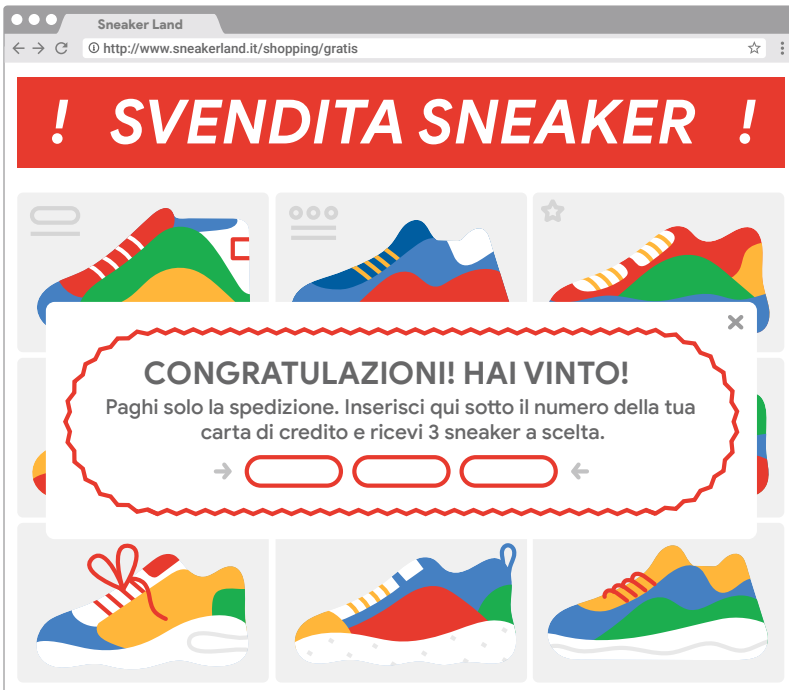 Sneaker Land
http://www.sneakerland.it/shopping/gratis
! SVENDITA SNEAKER !
CONGRATULAZIONI! HAI VINTO!
Paghi solo la spedizione. Inserisci qui sotto il numero della tua
carta di credito e ricevi 3 sneaker a scelta.